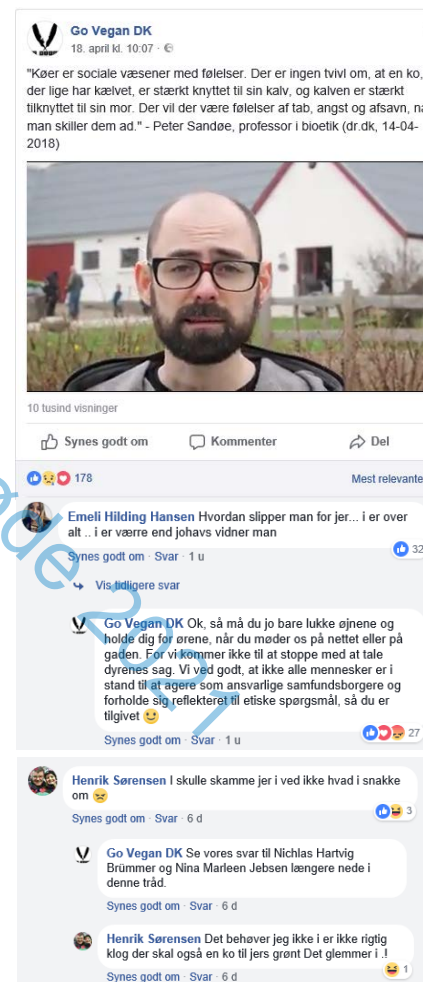 Go Vegan DK
18. april kl. 10:07 ·
"Køer er sociale væsener med følelser. Der er ingen tvivl om, at en ko,
der lige har kælvet, er stærkt knyttet til sin kalv, og kalven er stærkt
tilknyttet til sin mor. Der vil der være følelser af tab, angst og afsavn, nå
man skiller dem ad." - Peter Sandøe, professor i bioetik (dr.dk, 14-04-
2018)
10 tusind visninger
Synes godt om Kommenter Del
178 Mest relevante
Emeli Hilding Hansen Hvordan slipper man for jer... i er over
alt .. i er værre end johavs vidner man
32
Synes godt om · Svar · 1 u
Vis tidligere svar
Go Vegan DK Ok, så må du jo bare lukke øjnene og
holde dig for ørene, når du møder os på nettet eller på
gaden. For vi kommer ikke til at stoppe med at tale
dyrenes sag. Vi ved godt, at ikke alle mennesker er i
stand til at agere som ansvarlige samfundsborgere og
forholde sig reflekteret til etiske spørgsmål, så du er
tilgivet
27
Synes godt om · Svar · 1 u
Henrik Sørensen I skulle skamme jer i ved ikke hvad i snakke
om
3
Synes godt om · Svar · 6 d
Go Vegan DK Se vores svar til Nichlas Hartvig
Brümmer og Nina Marleen Jebsen længere nede i
denne tråd.
Synes godt om · Svar · 6 d
Henrik Sørensen Det behøver jeg ikke i er ikke rigtig
klog der skal også en ko til jers grønt Det glemmer i .!
1
Synes godt om · Svar · 6 d
øde 2021